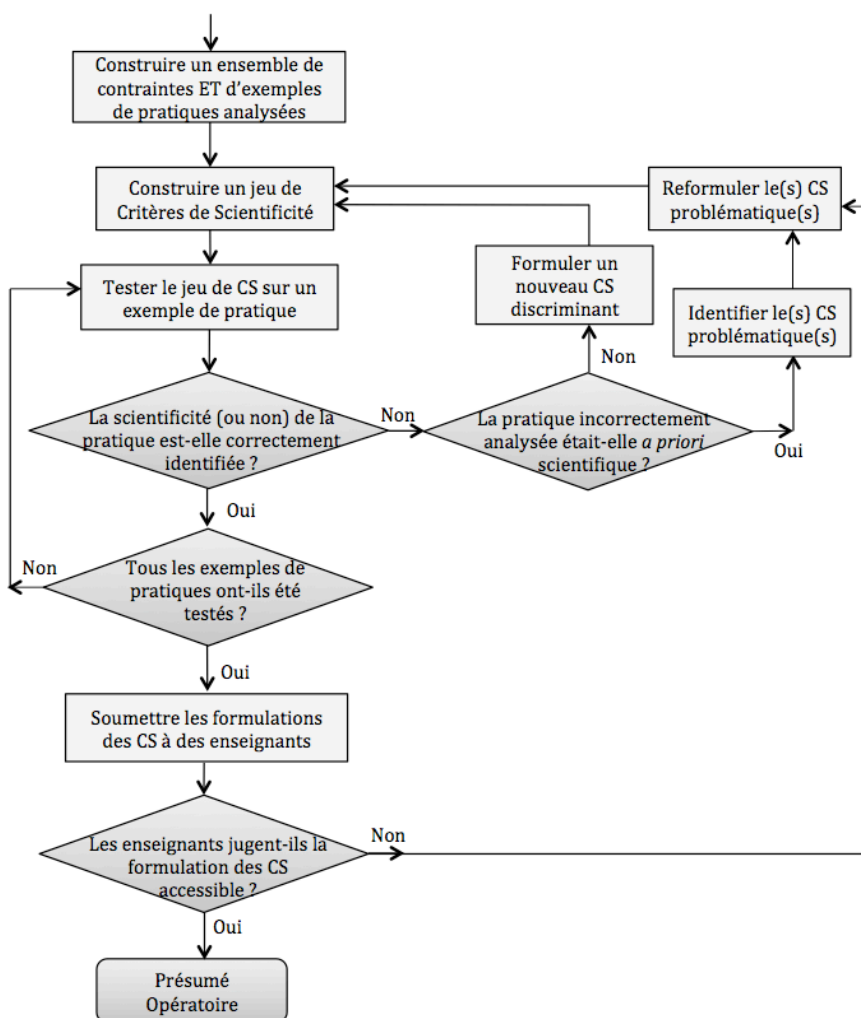 Construire un ensemble de
contraintes ET d'exemples
de pratiques analysées
Construire un jeu de
Critères de Scientificité
Reformuler le(s) CS
problématique(s)
Tester le jeu de CS sur un
exemple de pratique
Formuler un
nouveau CS
discriminant
Identifier le(s) CS
problématique(s)
Non
La scientificité (ou non) de la
pratique est-elle correctement
identifiée ?
Non
La pratique incorrectement
analysée était-elle a priori
scientifique ?
Oui
Oui
Non
Tous les exemples de
pratiques ont-ils été
testés ?
Oui
Soumettre les formulations
des CS à des enseignants
Les enseignants jugent-ils la
formulation des CS
accessible ?
Non
Oui
Présumé
Opératoire